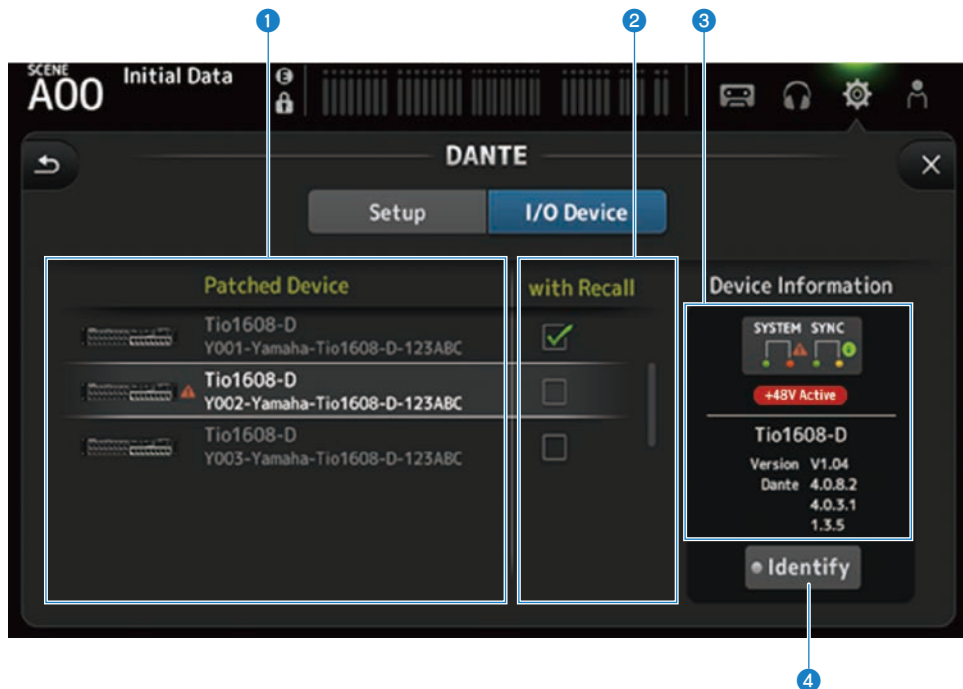 1 2 3
SCENE
A00 Initial Data E
DANTE
Setup I/O Device
Patched Device with Recall Device Information
Tio1608-D
Y001-Yamaha-Tio1608-D-123ABC
Tio1608-D
Y002-Yamaha-Tio1608-D-123ABC
Tio1608-D
Y003-Yamaha-Tio1608-D-123ABC
SYSTEM SYNC
+48V Active
Tio1608-D
Version V1.04
Dante 4.0.8.2
4.0.3.1
1.3.5
Identify
4